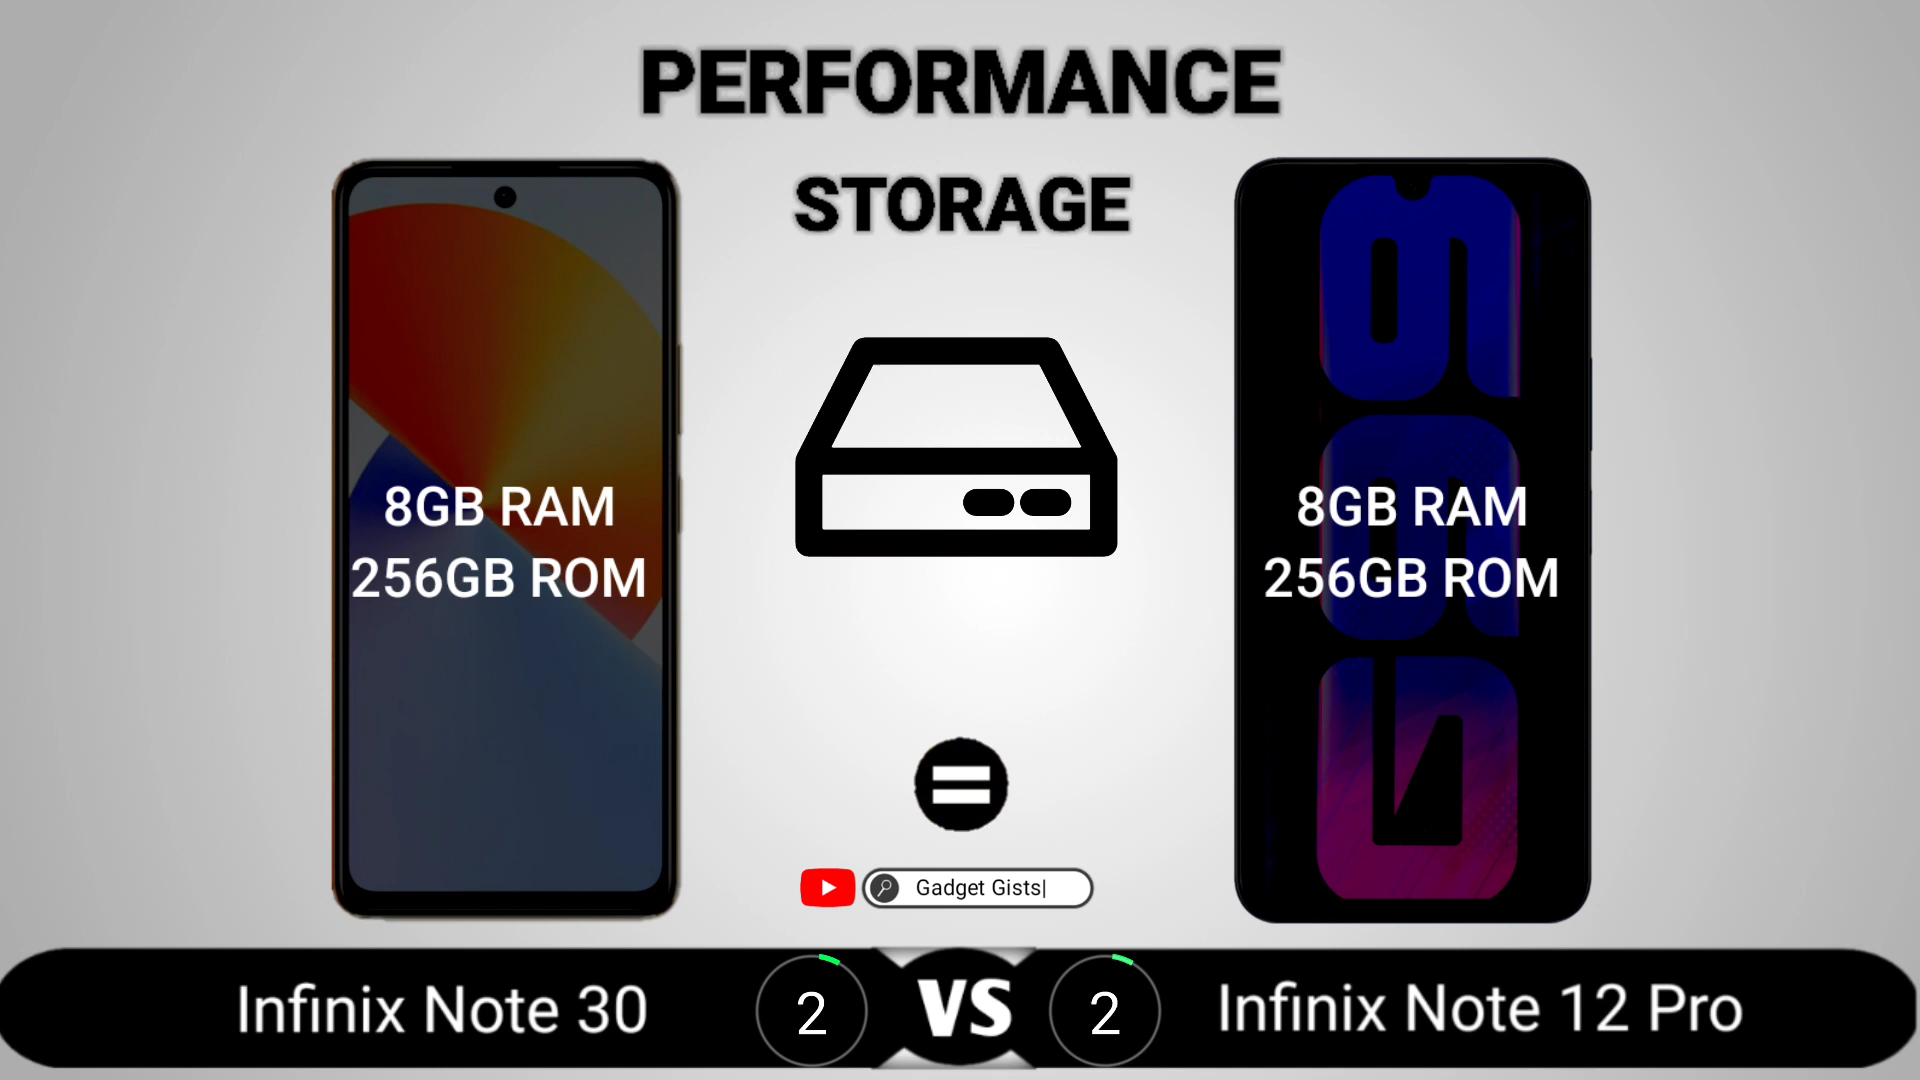 PERFORMANCE
STORAGE
8GB RAM
256GB ROM
8GB RAM
256GB ROM
Gadget Gists|
Infinix Note 30
2
VS
2
Infinix Note 12 Pro